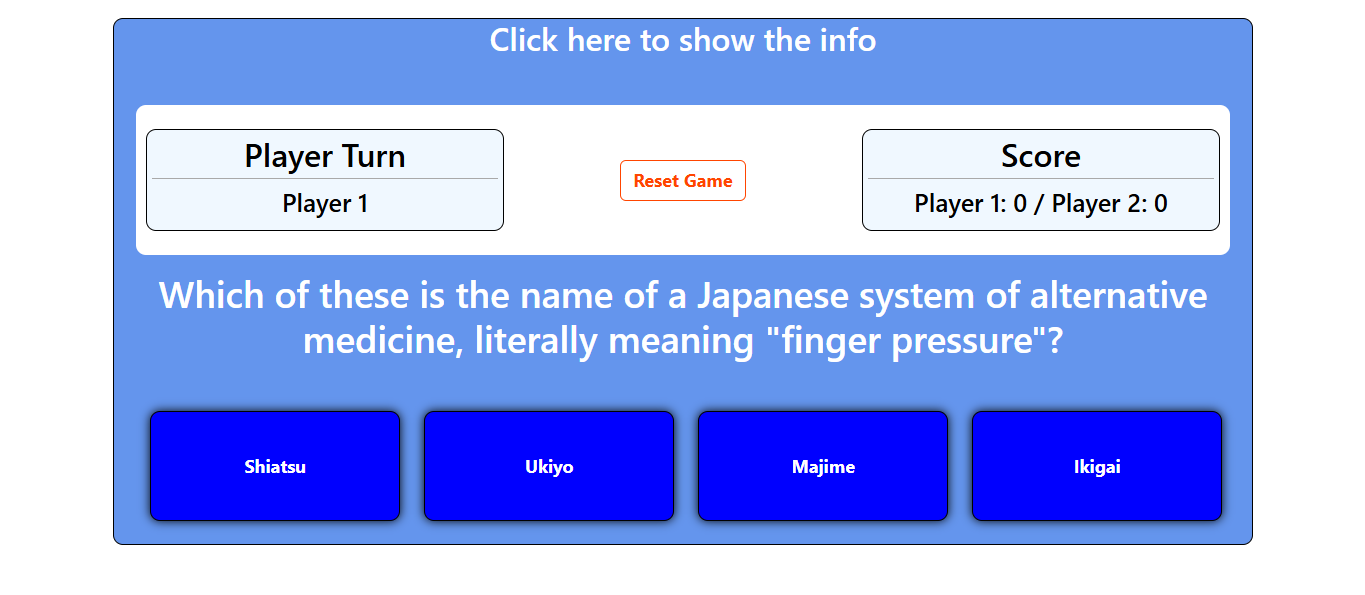 Click here to show the info
Player Turn
Player 1
Reset Game
Score
Player 1: 0 / Player 2: 0
Which of these is the name of a Japanese system of alternative
medicine, literally meaning "finger pressure"?
Shiatsu
Ukiyo
Majime
Ikigai